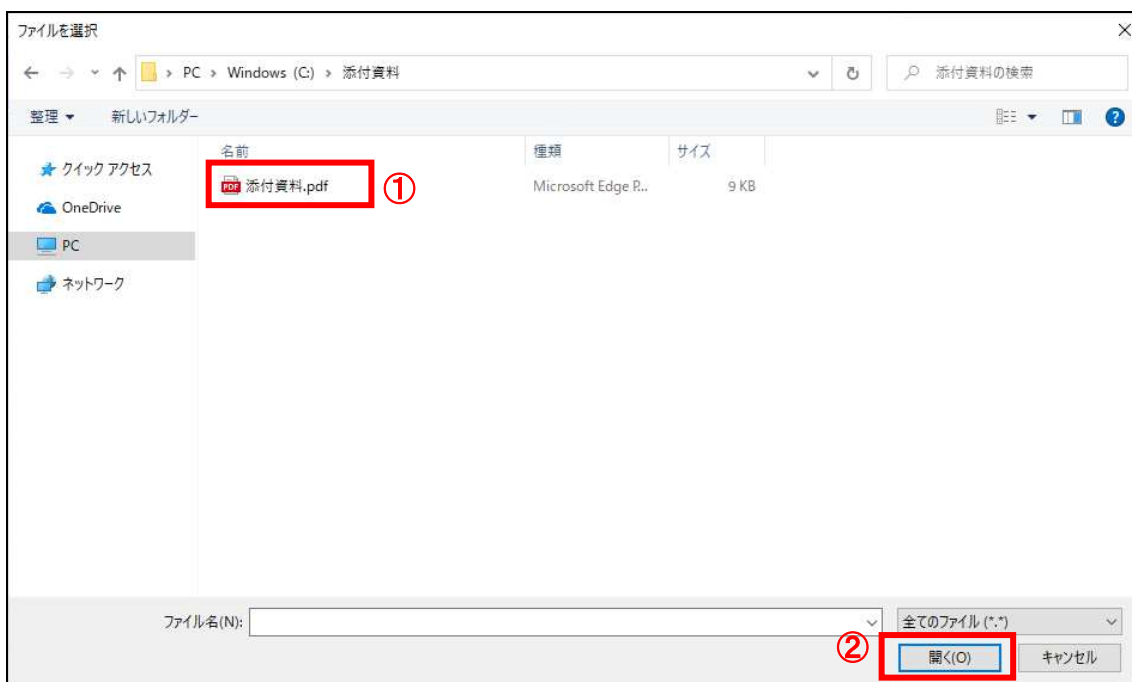 ファイルを選択
PC › Windows (C:) › 添付資料
添付資料の検索
整理
新しいフォルダー
名前 種類 サイズ
クイック アクセス
PDF 添付資料.pdf ① Microsoft Edge P... 9 KB
OneDrive
PC
ネットワーク
ファイル名(N):
全てのファイル (*.*)
② 開く(O) キャンセル